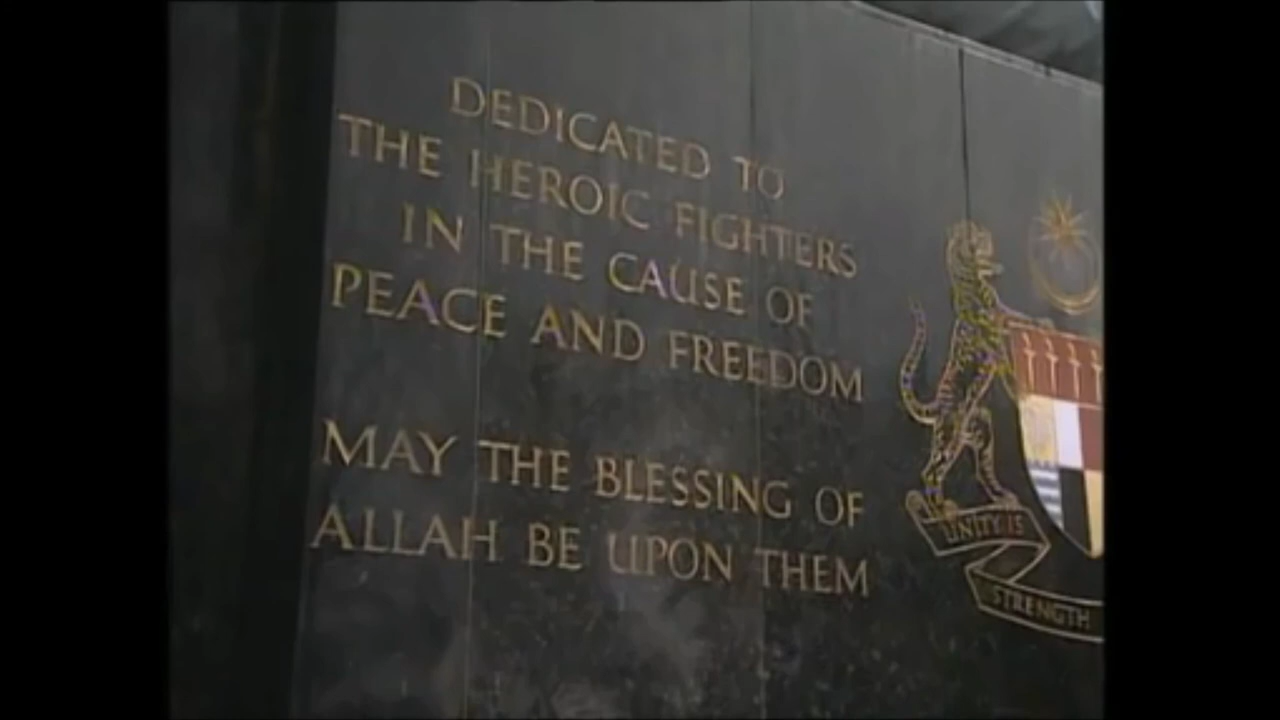 DEDICATED TO
THE HEROIC FIGHTERS
IN THE CAUSE OF
PEACE AND FREEDOM
MAY THE BLESSING OF
ALLAH BE UPON THEM
UNITY IS
STRENGTH